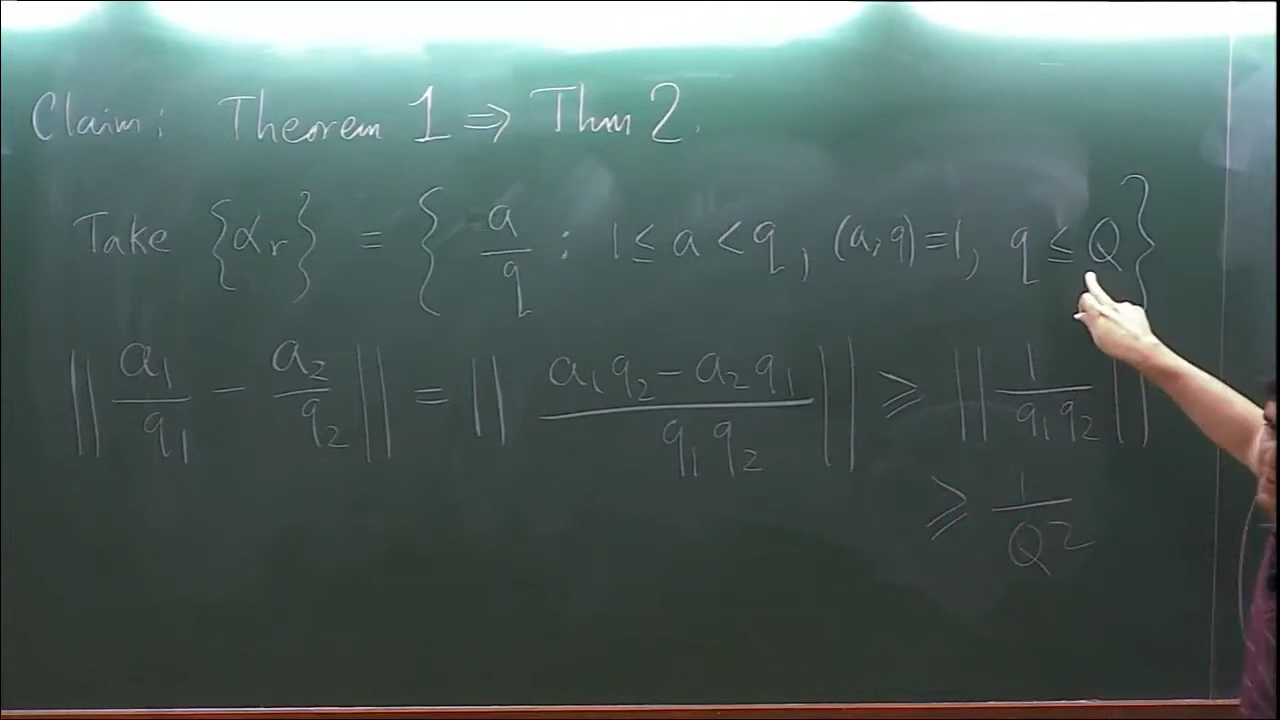 Claim: Theorem 1 ⇒ Thm 2.
Take {α_r} = { a/q : 1 ≤ a < q, (a, q) = 1, q ≤ Q }
|| a₁/q₁ − a₂/q₂ || = || (a₁q₂ − a₂q₁)/(q₁q₂) || ⩾ || 1/(q₁q₂) ||
⩾ 1/Q²